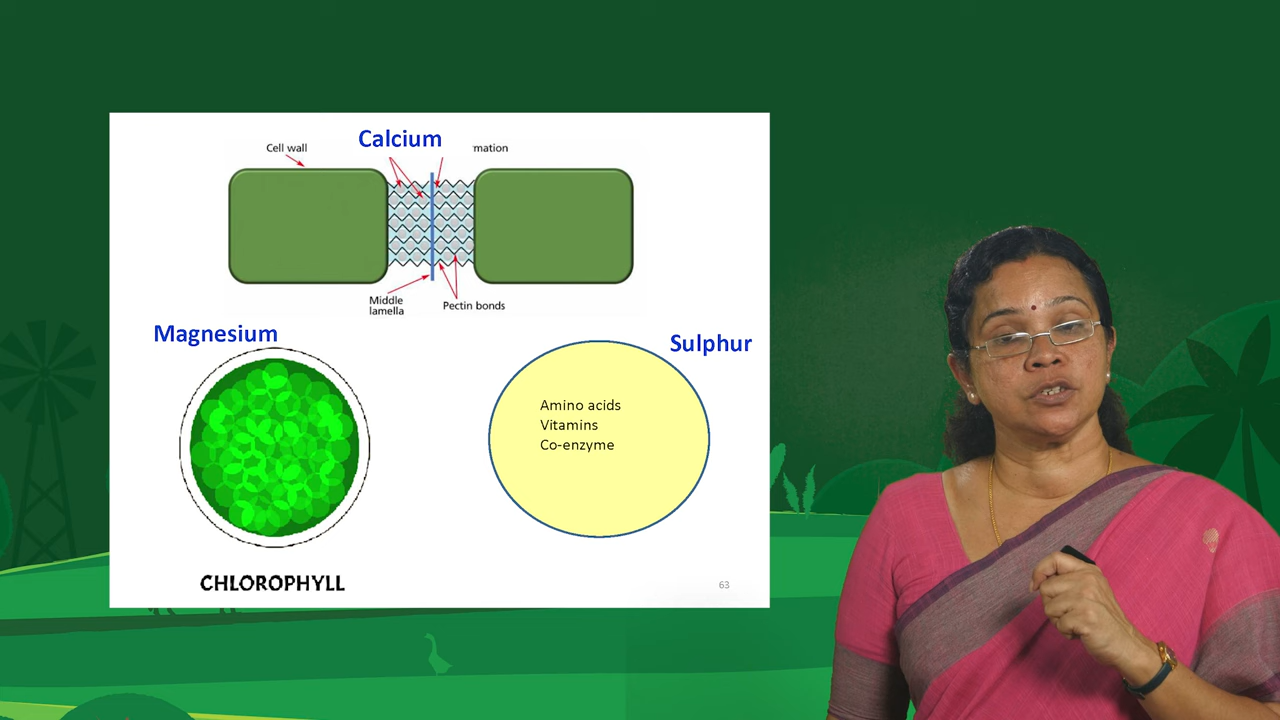 Calcium
Cell wall
mation
Middle
lamella
Pectin bonds
Magnesium
Sulphur
Amino acids
Vitamins
Co-enzyme
CHLOROPHYLL
63